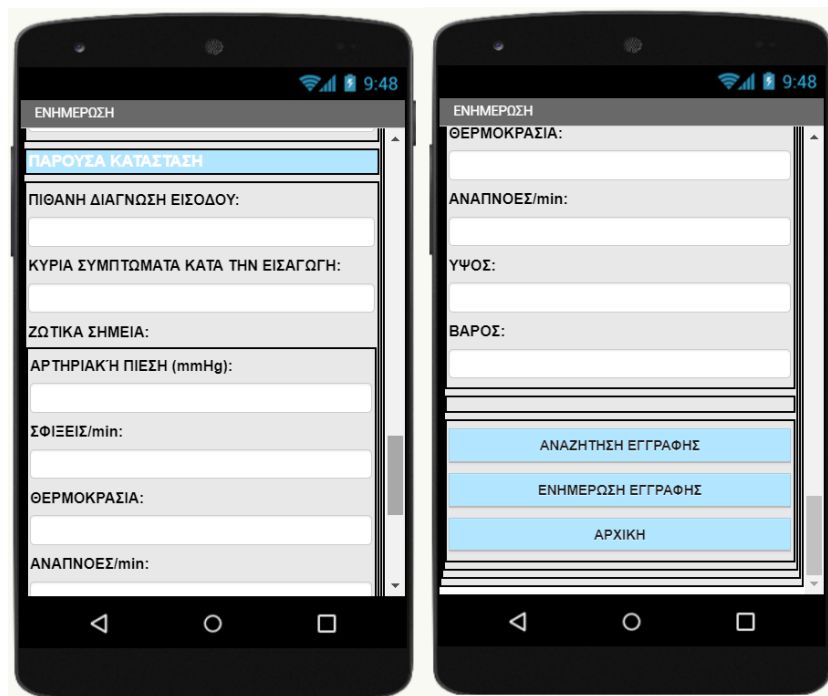 9:48
ΕΝΗΜΕΡΩΣΗ
ΠΑΡΟΥΣΑ ΚΑΤΑΣΤΑΣΗ
ΠΙΘΑΝΗ ΔΙΑΓΝΩΣΗ ΕΙΣΟΔΟΥ:
ΚΥΡΙΑ ΣΥΜΠΤΩΜΑΤΑ ΚΑΤΑ ΤΗΝ ΕΙΣΑΓΩΓΗ:
ΖΩΤΙΚΑ ΣΗΜΕΙΑ:
ΑΡΤΗΡΙΑΚΉ ΠΙΕΣΗ (mmHg):
ΣΦΙΞΕΙΣ/min:
ΘΕΡΜΟΚΡΑΣΙΑ:
ΑΝΑΠΝΟΕΣ/min:
9:48
ΕΝΗΜΕΡΩΣΗ
ΘΕΡΜΟΚΡΑΣΙΑ:
ΑΝΑΠΝΟΕΣ/min:
ΥΨΟΣ:
ΒΑΡΟΣ:
ΑΝΑΖΗΤΗΣΗ ΕΓΓΡΑΦΗΣ
ΕΝΗΜΕΡΩΣΗ ΕΓΓΡΑΦΗΣ
ΑΡΧΙΚΗ